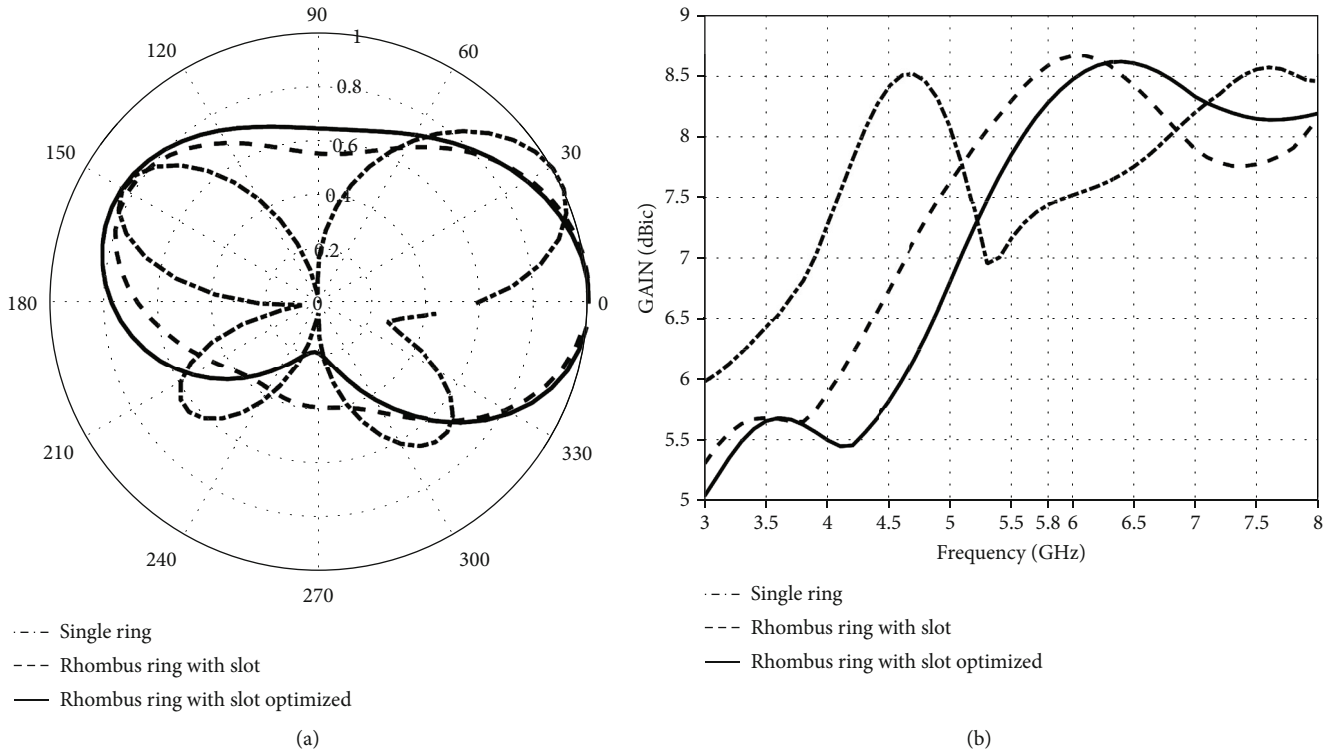 90
120
60
150
30
180
0
210
330
240
300
270
1
0.8
0.6
0.4
0.2
0
Single ring
Rhombus ring with slot
Rhombus ring with slot optimized
(a)
9
8.5
8
7.5
7
6.5
6
5.5
5
GAIN (dBic)
3 3.5 4 4.5 5 5.5 5.8 6 6.5 7 7.5 8
Frequency (GHz)
Single ring
Rhombus ring with slot
Rhombus ring with slot optimized
(b)